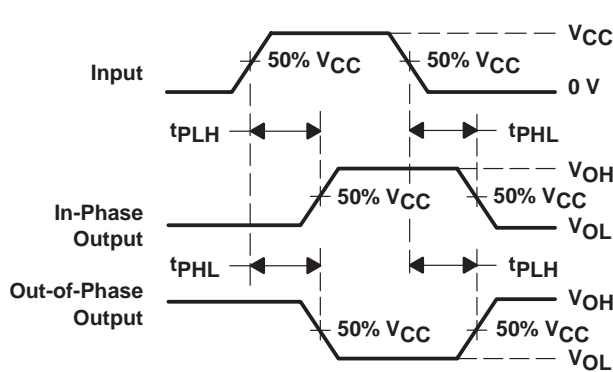 VCC
50% VCC
50% VCC
Input
0 V
tPLH
tPHL
VOH
50% VCC
50% VCC
In-Phase
Output
VOL
tPHL
tPLH
Out-of-Phase
Output
VOH
50% VCC
50% VCC
VOL